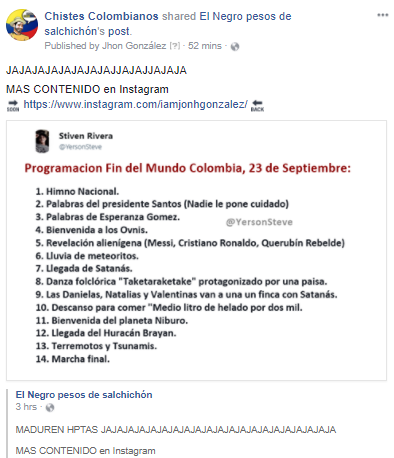 Chistes Colombianos shared El Negro pesos de
salchichón's post.
Published by Jhon González [?] · 52 mins ·
JAJAJAJAJAJAJAJAJJAJAJJAJAJA
MAS CONTENIDO en Instagram
SOON https://www.instagram.com/iamjonhgonzalez/ BACK
Stiven Rivera
@YersonSteve
Programacion Fin del Mundo Colombia, 23 de Septiembre:
1. Himno Nacional.
2. Palabras del presidente Santos (Nadie le pone cuidado)
3. Palabras de Esperanza Gomez.
@YersonSteve
4. Bienvenida a los Ovnis.
5. Revelación alienígena (Messi, Cristiano Ronaldo, Querubín Rebelde)
6. Lluvia de meteoritos.
7. Llegada de Satanás.
8. Danza folclórica "Taketaraketake" protagonizado por una paisa.
9. Las Danielas, Natalias y Valentinas van a una un finca con Satanás.
10. Descanso para comer "Medio litro de helado por dos mil.
11. Bienvenida del planeta Niburo.
12. Llegada del Huracán Brayan.
13. Terremotos y Tsunamis.
14. Marcha final.
El Negro pesos de salchichón
3 hrs ·
MADUREN HPTAS JAJAJAJAJAJAJAJAJAJAJAJAJAJAJAJAJAJAJAJA
MAS CONTENIDO en Instagram